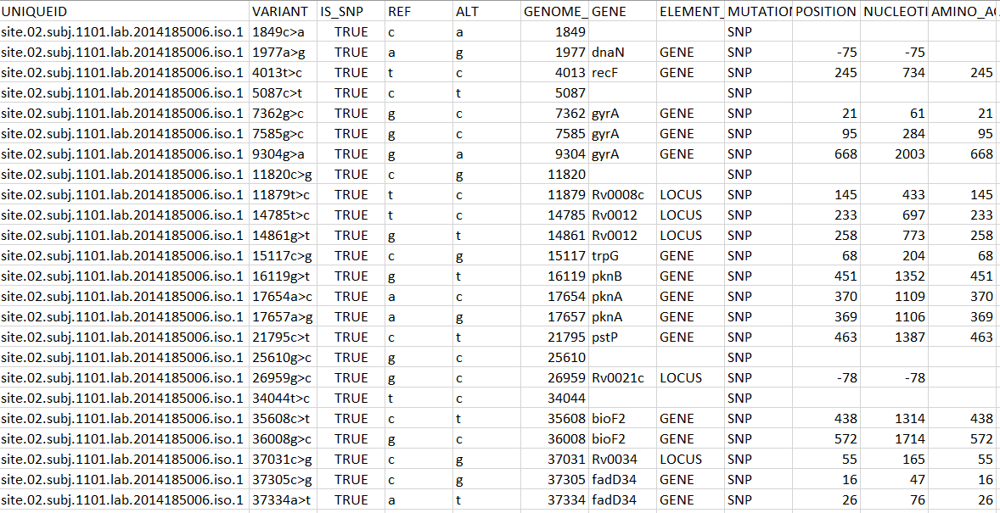 UNIQUEID VARIANT IS_SNP REF ALT GENOME_ GENE ELEMENT_ MUTATION POSITION NUCLEOTI AMINO_AC
site.02.subj.1101.lab.2014185006.iso.1 1849c>a TRUE c a 1849 SNP
site.02.subj.1101.lab.2014185006.iso.1 1977a>g TRUE a g 1977 dnaN GENE SNP -75 -75
site.02.subj.1101.lab.2014185006.iso.1 4013t>c TRUE t c 4013 recF GENE SNP 245 734 245
site.02.subj.1101.lab.2014185006.iso.1 5087c>t TRUE c t 5087 SNP
site.02.subj.1101.lab.2014185006.iso.1 7362g>c TRUE g c 7362 gyrA GENE SNP 21 61 21
site.02.subj.1101.lab.2014185006.iso.1 7585g>c TRUE g c 7585 gyrA GENE SNP 95 284 95
site.02.subj.1101.lab.2014185006.iso.1 9304g>a TRUE g a 9304 gyrA GENE SNP 668 2003 668
site.02.subj.1101.lab.2014185006.iso.1 11820c>g TRUE c g 11820 SNP
site.02.subj.1101.lab.2014185006.iso.1 11879t>c TRUE t c 11879 Rv0008c LOCUS SNP 145 433 145
site.02.subj.1101.lab.2014185006.iso.1 14785t>c TRUE t c 14785 Rv0012 LOCUS SNP 233 697 233
site.02.subj.1101.lab.2014185006.iso.1 14861g>t TRUE g t 14861 Rv0012 LOCUS SNP 258 773 258
site.02.subj.1101.lab.2014185006.iso.1 15117c>g TRUE c g 15117 trpG GENE SNP 68 204 68
site.02.subj.1101.lab.2014185006.iso.1 16119g>t TRUE g t 16119 pknB GENE SNP 451 1352 451
site.02.subj.1101.lab.2014185006.iso.1 17654a>c TRUE a c 17654 pknA GENE SNP 370 1109 370
site.02.subj.1101.lab.2014185006.iso.1 17657a>g TRUE a g 17657 pknA GENE SNP 369 1106 369
site.02.subj.1101.lab.2014185006.iso.1 21795c>t TRUE c t 21795 pstP GENE SNP 463 1387 463
site.02.subj.1101.lab.2014185006.iso.1 25610g>c TRUE g c 25610 SNP
site.02.subj.1101.lab.2014185006.iso.1 26959g>c TRUE g c 26959 Rv0021c LOCUS SNP -78 -78
site.02.subj.1101.lab.2014185006.iso.1 34044t>c TRUE t c 34044 SNP
site.02.subj.1101.lab.2014185006.iso.1 35608c>t TRUE c t 35608 bioF2 GENE SNP 438 1314 438
site.02.subj.1101.lab.2014185006.iso.1 36008g>c TRUE g c 36008 bioF2 GENE SNP 572 1714 572
site.02.subj.1101.lab.2014185006.iso.1 37031c>g TRUE c g 37031 Rv0034 LOCUS SNP 55 165 55
site.02.subj.1101.lab.2014185006.iso.1 37305c>g TRUE c g 37305 fadD34 GENE SNP 16 47 16
site.02.subj.1101.lab.2014185006.iso.1 37334a>t TRUE a t 37334 fadD34 GENE SNP 26 76 26